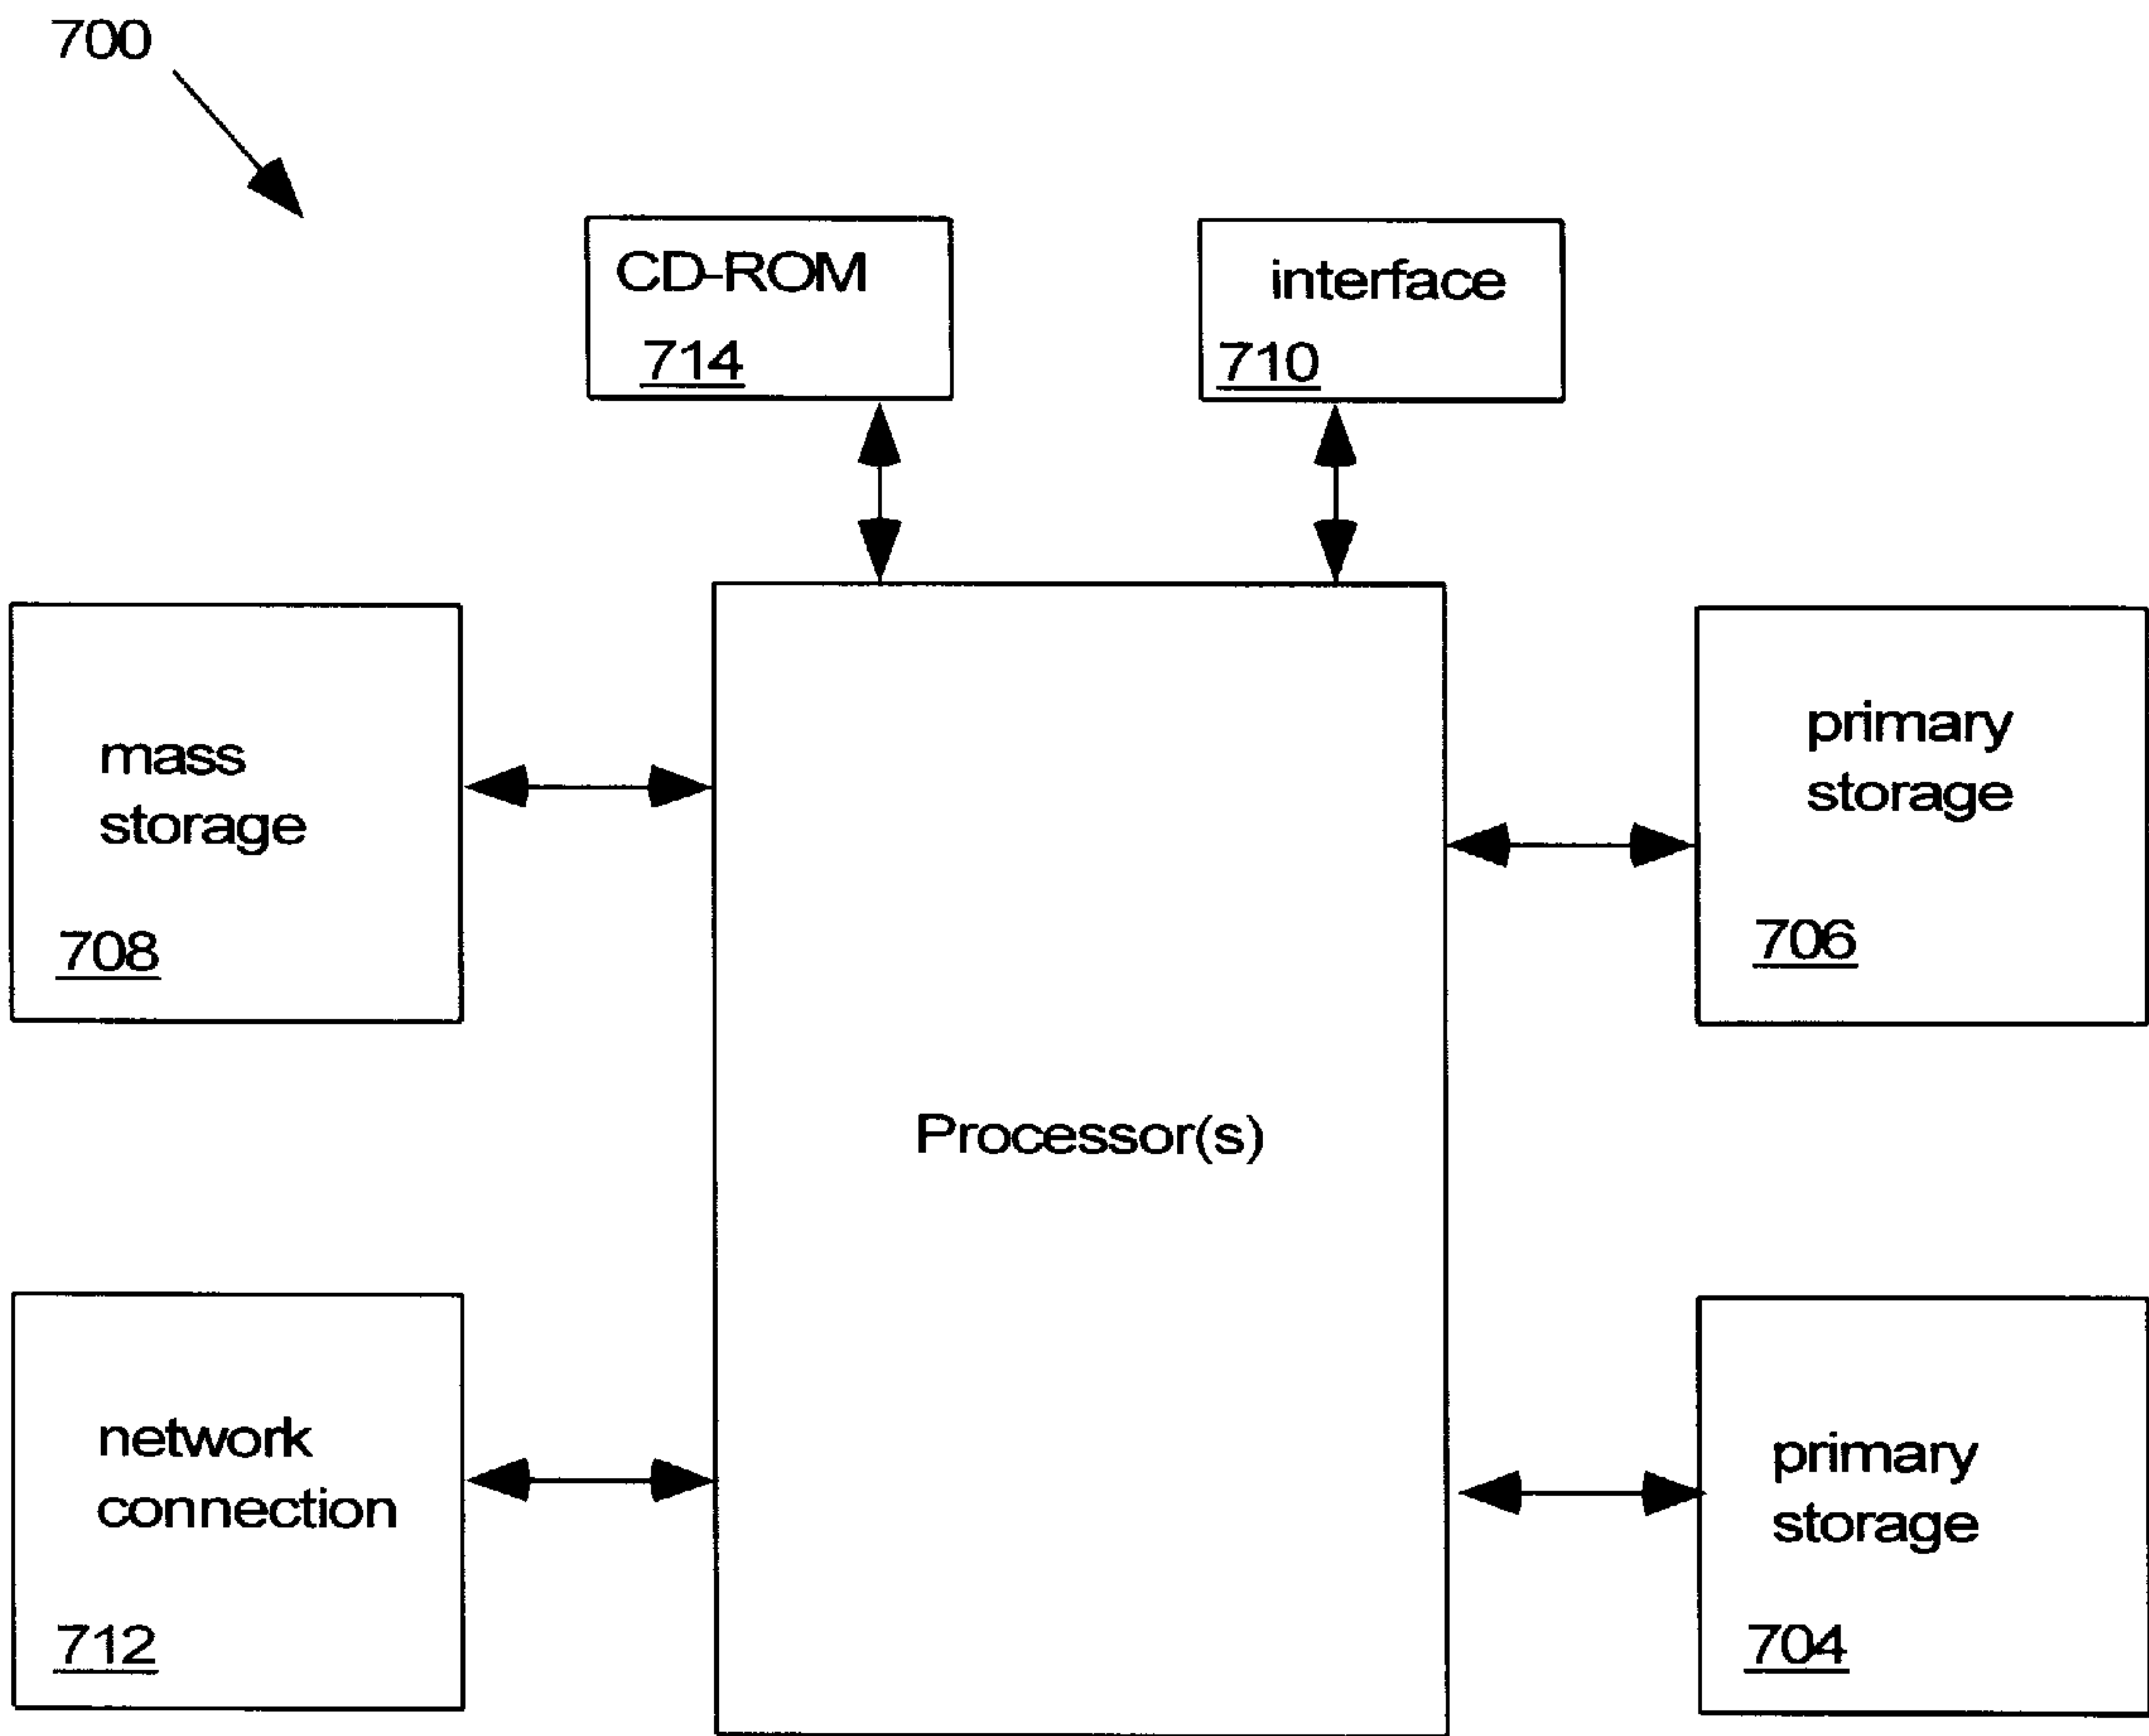 700
CD-ROM
714
interface
710
mass
storage
708
primary
storage
706
Processor(s)
network
connection
712
primary
storage
704